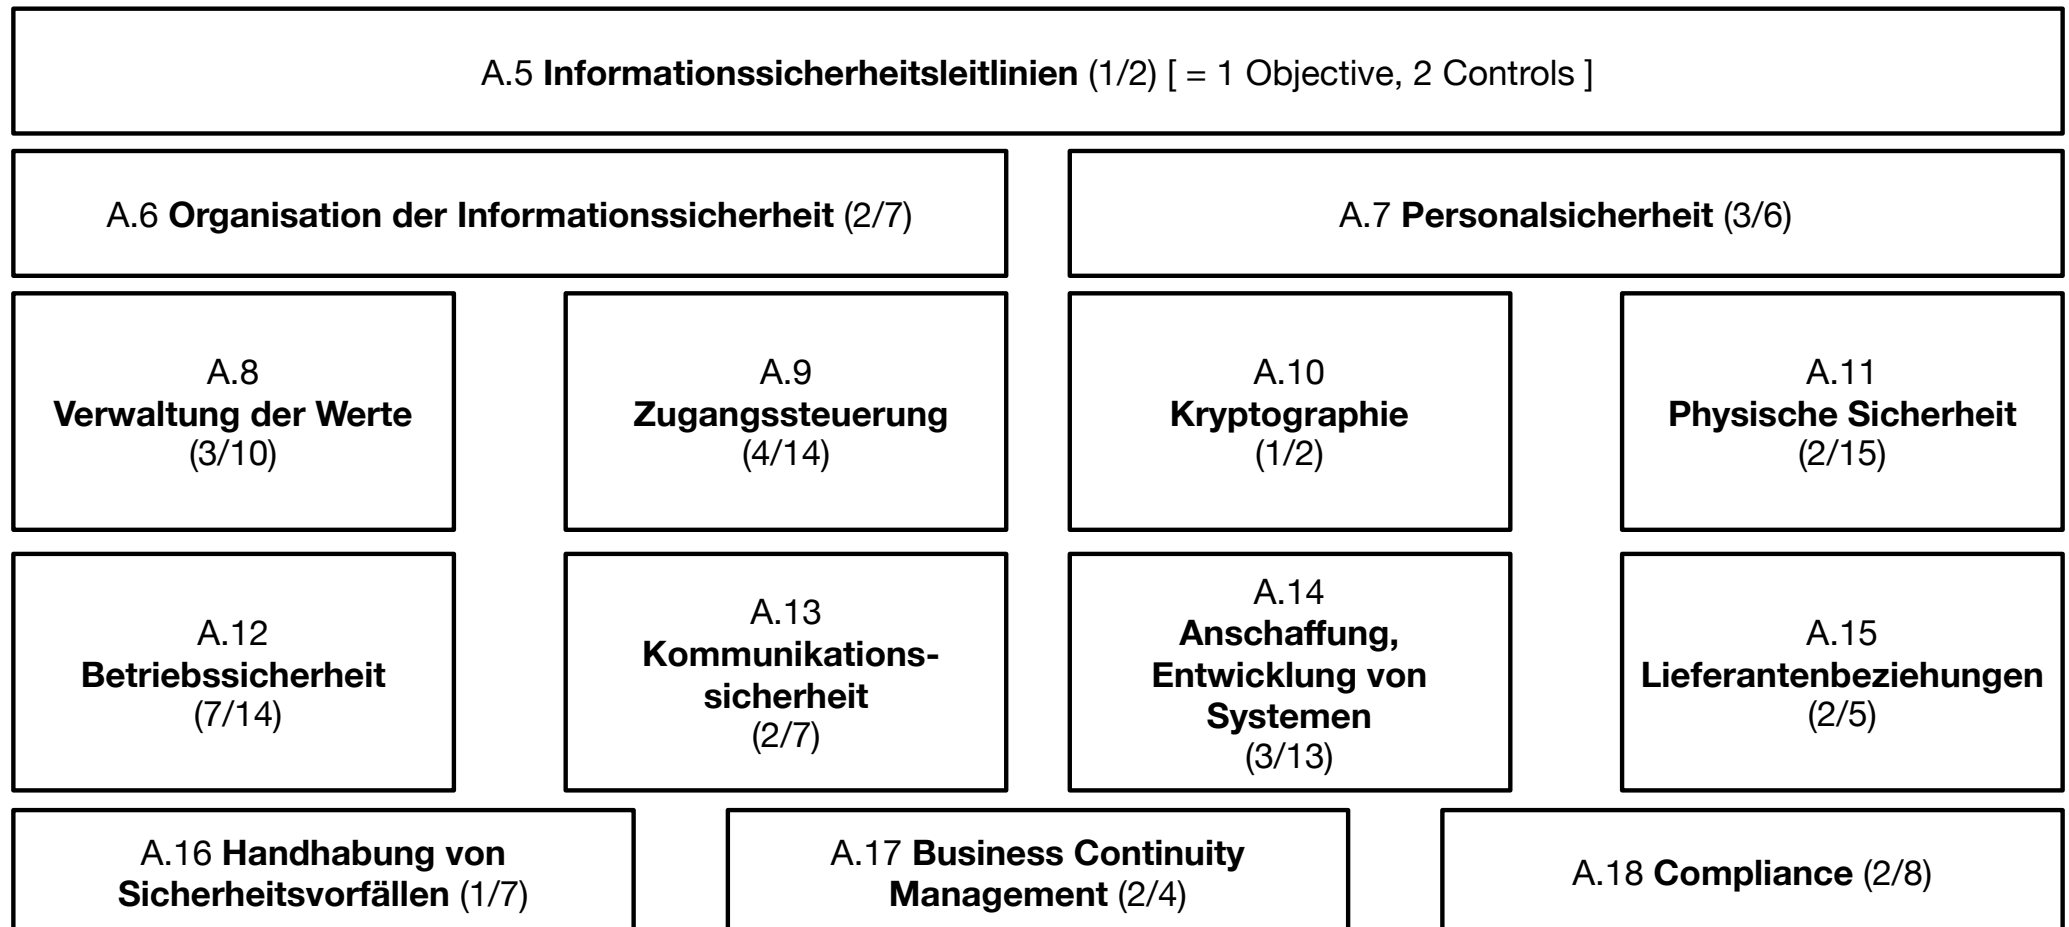 A.5 Informationssicherheitsleitlinien (1/2) [ = 1 Objective, 2 Controls ]
A.6 Organisation der Informationssicherheit (2/7)
A.7 Personalsicherheit (3/6)
A.8
Verwaltung der Werte
(3/10)
A.9
Zugangssteuerung
(4/14)
A.10
Kryptographie
(1/2)
A.11
Physische Sicherheit
(2/15)
A.12
Betriebssicherheit
(7/14)
A.13
Kommunikations-
sicherheit
(2/7)
A.14
Anschaffung,
Entwicklung von
Systemen
(3/13)
A.15
Lieferantenbeziehungen
(2/5)
A.16 Handhabung von
Sicherheitsvorfällen (1/7)
A.17 Business Continuity
Management (2/4)
A.18 Compliance (2/8)